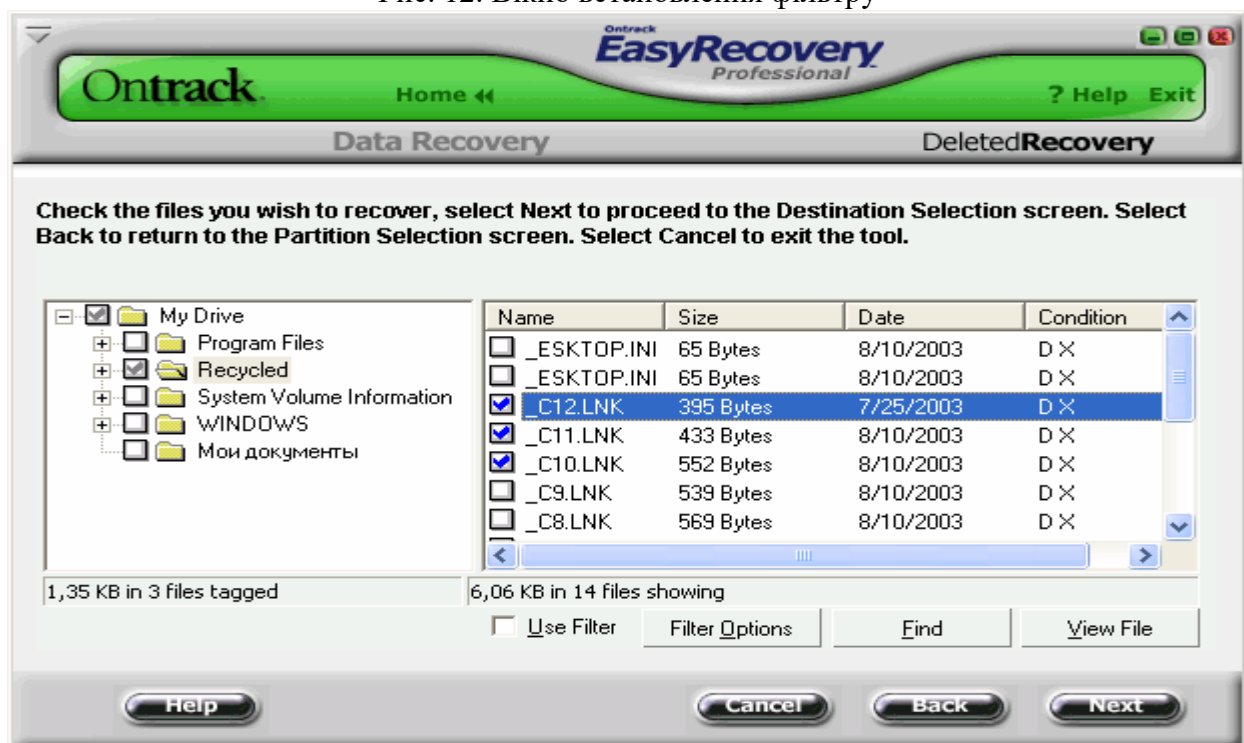 Рис. 12. Вікно встановлення фільтру
Ontrack
EasyRecovery
Professional
Ontrack.
Home
? Help Exit
Data Recovery
DeletedRecovery
Check the files you wish to recover, select Next to proceed to the Destination Selection screen. Select
Back to return to the Partition Selection screen. Select Cancel to exit the tool.
My Drive
Program Files
Recycled
System Volume Information
WINDOWS
Мои документы
Name Size Date Condition
_ESKTOP.INI 65 Bytes 8/10/2003 D X
_ESKTOP.INI 65 Bytes 8/10/2003 D X
_C12.LNK 395 Bytes 7/25/2003 D X
_C11.LNK 433 Bytes 8/10/2003 D X
_C10.LNK 552 Bytes 8/10/2003 D X
_C9.LNK 539 Bytes 8/10/2003 D X
_C8.LNK 569 Bytes 8/10/2003 D X
1,35 KB in 3 files tagged
6,06 KB in 14 files showing
Use Filter Filter Options Find View File
Help Cancel Back Next